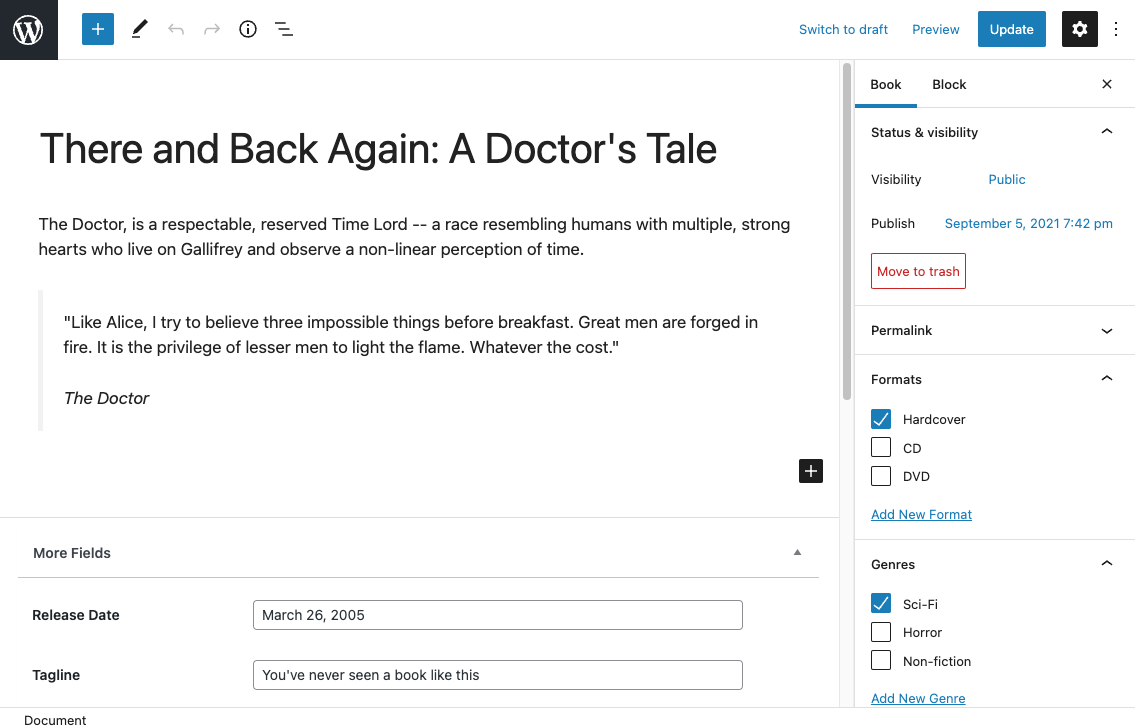 Switch to draft
Preview
Update
There and Back Again: A Doctor's Tale
The Doctor, is a respectable, reserved Time Lord -- a race resembling humans with multiple, strong
hearts who live on Gallifrey and observe a non-linear perception of time.
"Like Alice, I try to believe three impossible things before breakfast. Great men are forged in
fire. It is the privilege of lesser men to light the flame. Whatever the cost."
The Doctor
More Fields
Release Date
March 26, 2005
Tagline
You've never seen a book like this
Document
Book
Block
Status & visibility
Visibility
Public
Publish
September 5, 2021 7:42 pm
Move to trash
Permalink
Formats
Hardcover
CD
DVD
Add New Format
Genres
Sci-Fi
Horror
Non-fiction
Add New Genre